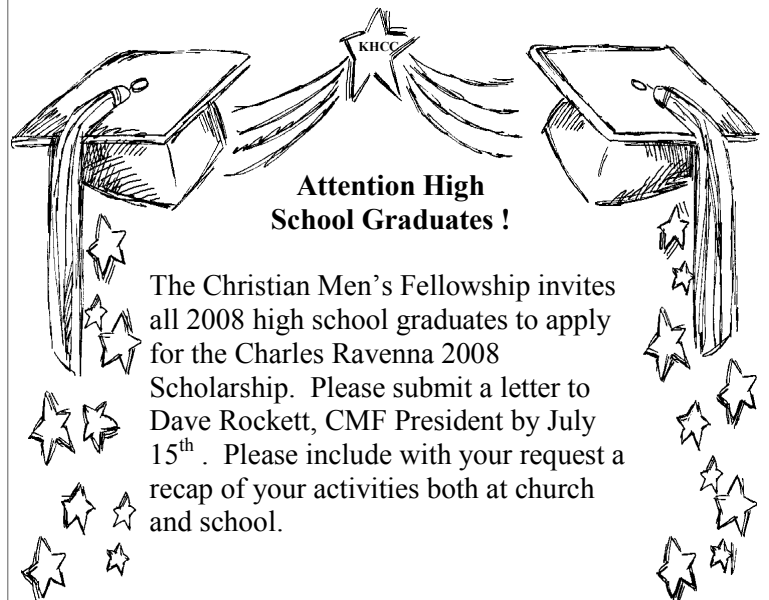 KHCC
Attention High
School Graduates !
The Christian Men’s Fellowship invites
all 2008 high school graduates to apply
for the Charles Ravenna 2008
Scholarship.  Please submit a letter to
Dave Rockett, CMF President by July
15th .  Please include with your request a
recap of your activities both at church
and school.